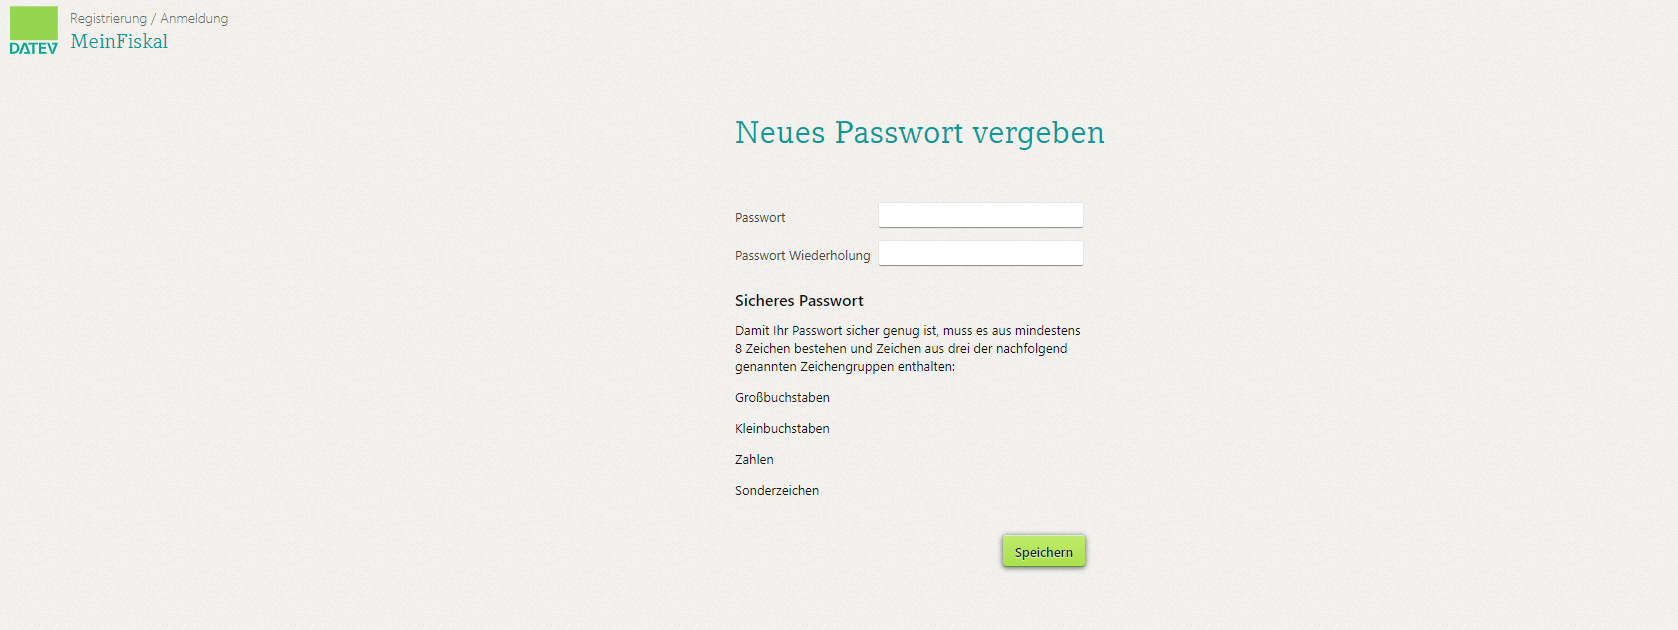 Registrierung / Anmeldung
DATEV
MeinFiskal
Neues Passwort vergeben
Passwort
Passwort Wiederholung
Sicheres Passwort
Damit Ihr Passwort sicher genug ist, muss es aus mindestens
8 Zeichen bestehen und Zeichen aus drei der nachfolgend
genannten Zeichengruppen enthalten:
Großbuchstaben
Kleinbuchstaben
Zahlen
Sonderzeichen
Speichern